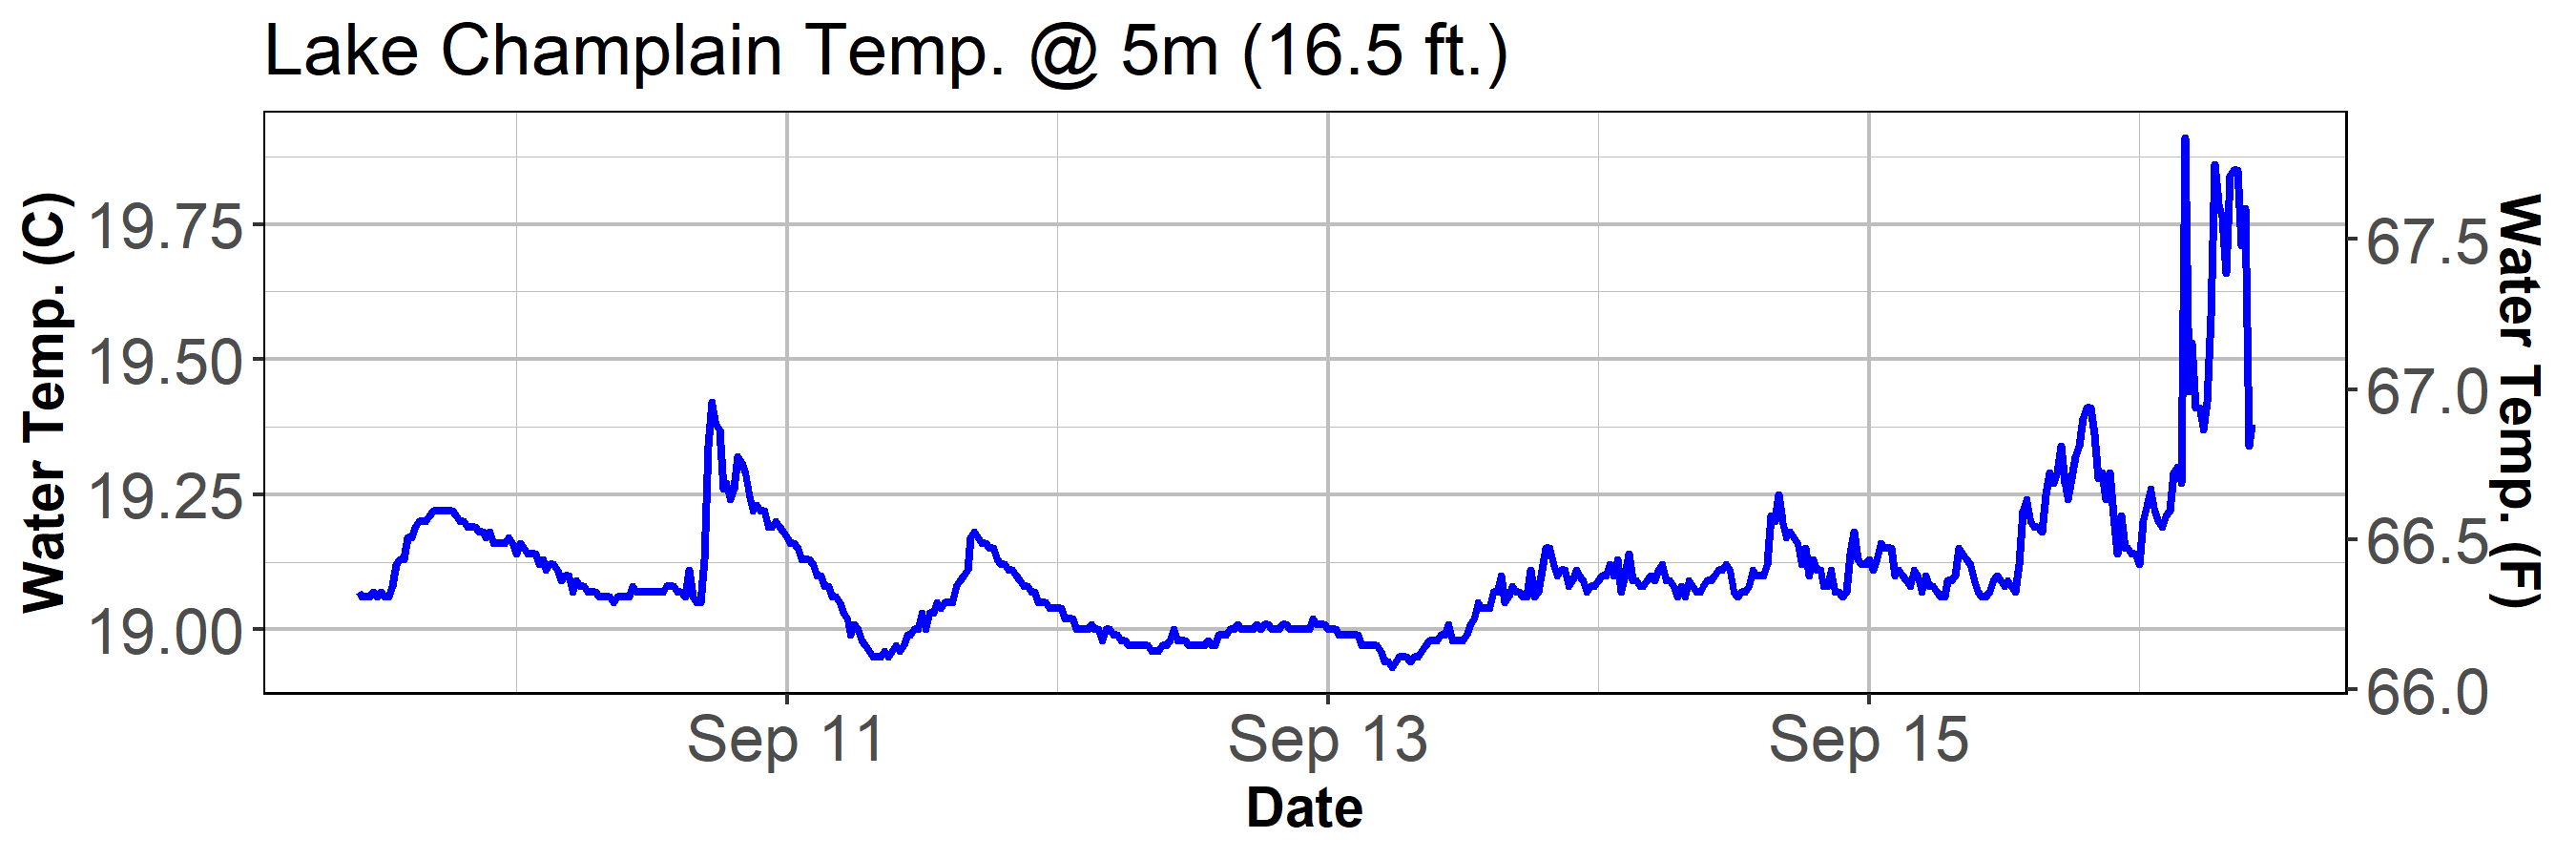 Lake Champlain Temp. @ 5m (16.5 ft.)
Water Temp. (C)
19.75
19.50
19.25
19.00
67.5
67.0
66.5
66.0
Water Temp. (F)
Sep 11
Sep 13
Sep 15
Date